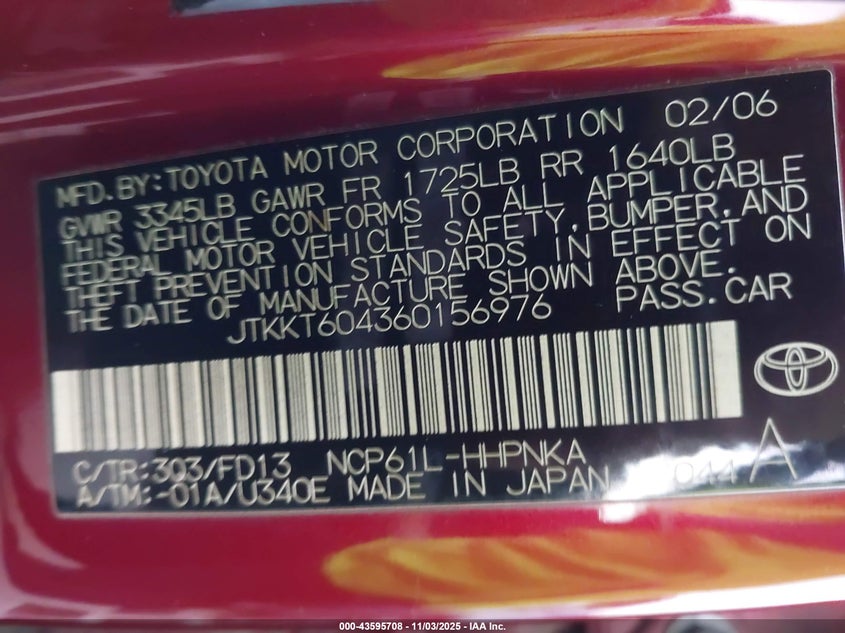 MFD.BY:TOYOTA MOTOR CORPORATION 02/06
GVWR 3345LB GAWR FR 1725LB RR 1640LB
THIS VEHICLE CONFORMS TO ALL APPLICABLE
FEDERAL MOTOR VEHICLE SAFETY,BUMPER,AND
THEFT PREVENTION STANDARDS IN EFFECT ON
THE DATE OF MANUFACTURE SHOWN ABOVE.
JTKKT604360156976 PASS.CAR
C/TR:303/FD13 NCP61L-HHPNKA
A/TM:-01A/U340E MADE IN JAPAN 044 A
000-43595708 - 11/03/2025 - IAA Inc.